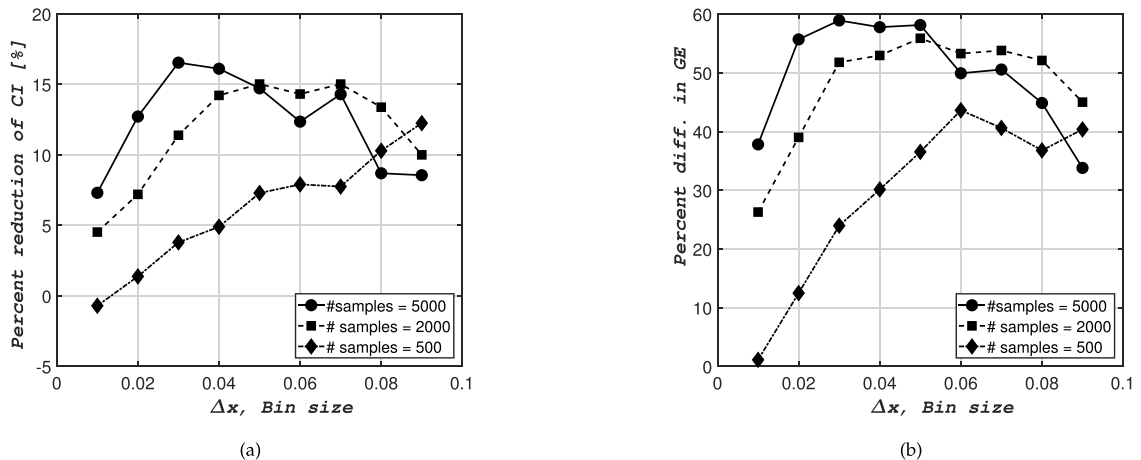 20
15
10
5
0
-5
Percent reduction of CI [%]
#samples = 5000
# samples = 2000
# samples = 500
0
0.02
0.04
0.06
0.08
0.1
Δx, Bin size
(a)
60
50
40
30
20
10
0
Percent diff. in GE
#samples = 5000
# samples = 2000
# samples = 500
0
0.02
0.04
0.06
0.08
0.1
Δx, Bin size
(b)